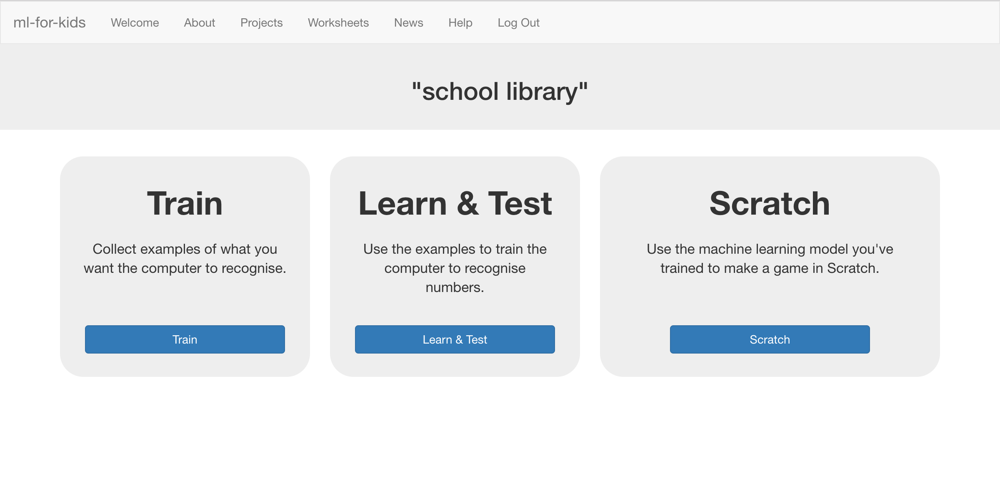 ml-for-kids Welcome About Projects Worksheets News Help Log Out
"school library"
Train
Collect examples of what you
want the computer to recognise.
Train
Learn & Test
Use the examples to train the
computer to recognise
numbers.
Learn & Test
Scratch
Use the machine learning model you've
trained to make a game in Scratch.
Scratch